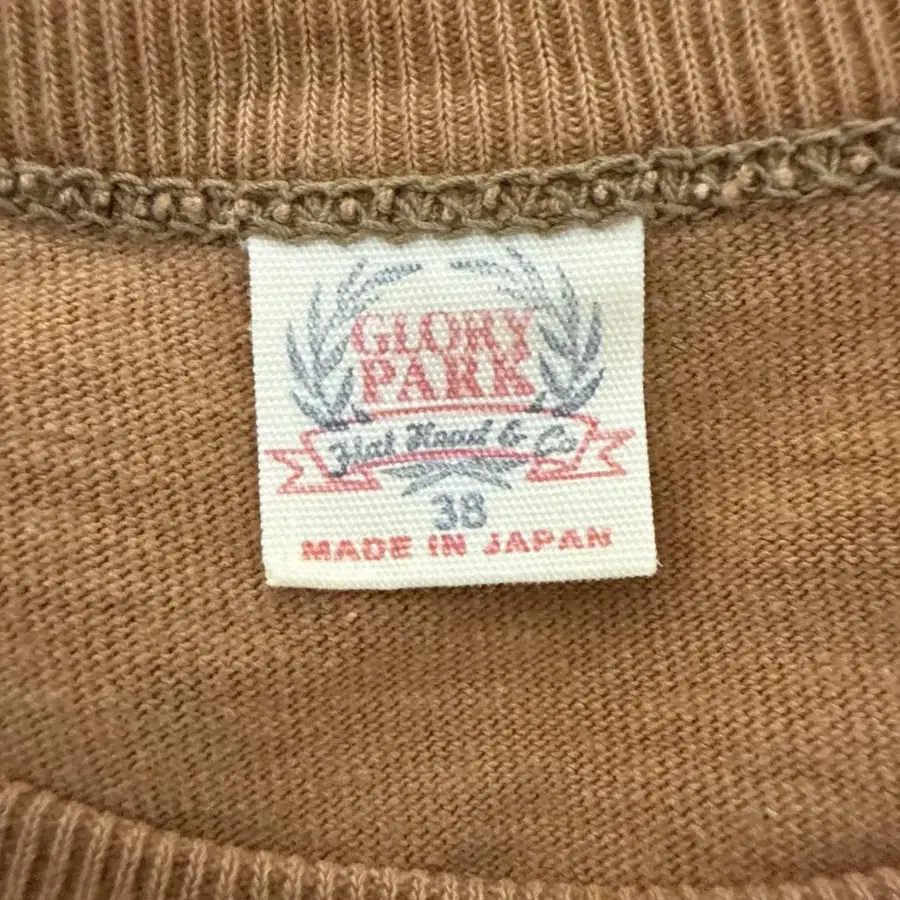 GLORY
PARK
Flat Head & Co
38
MADE IN JAPAN